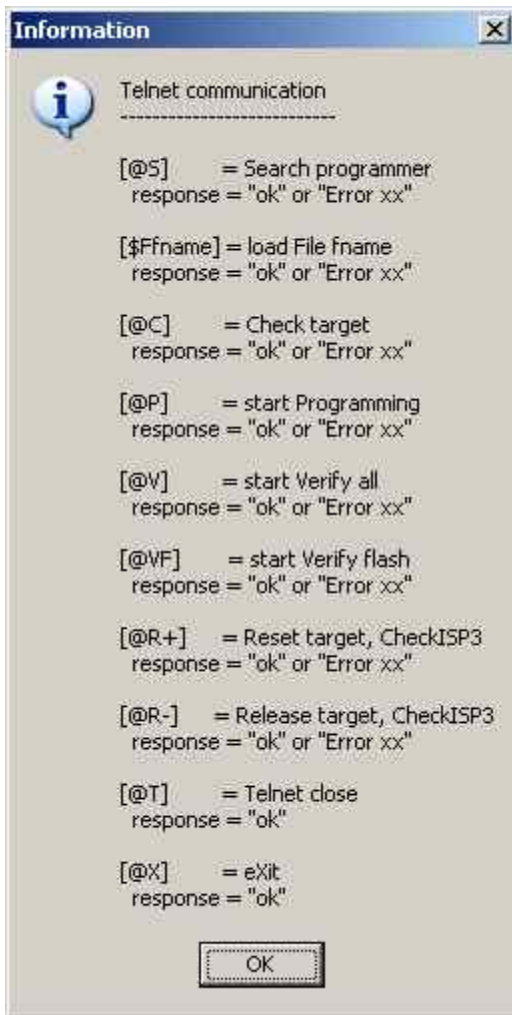 Information
Telnet communication
---------------------------
[@S] = Search programmer
response = "ok" or "Error xx"
[$Ffname] = load File fname
response = "ok" or "Error xx"
[@C] = Check target
response = "ok" or "Error xx"
[@P] = start Programming
response = "ok" or "Error xx"
[@V] = start Verify all
response = "ok" or "Error xx"
[@VF] = start Verify flash
response = "ok" or "Error xx"
[@R+] = Reset target, CheckISP3
response = "ok" or "Error xx"
[@R-] = Release target, CheckISP3
response = "ok" or "Error xx"
[@T] = Telnet close
response = "ok"
[@X] = eXit
response = "ok"
OK